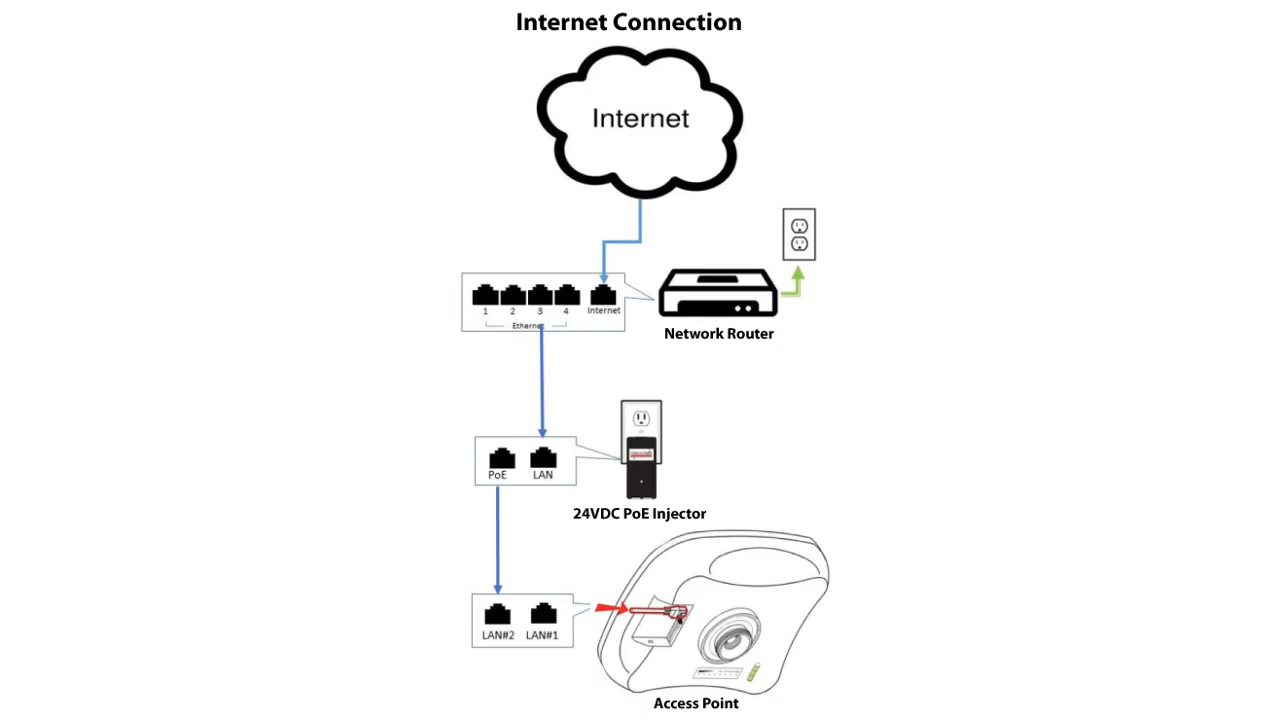 Internet Connection
Internet
1 2 3 4 Internet
Ethernet
Network Router
PoE LAN
24VDC PoE Injector
LAN#2 LAN#1
Access Point